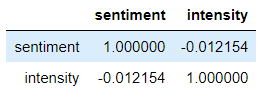 sentiment intensity
sentiment 1.000000 -0.012154
intensity -0.012154 1.000000